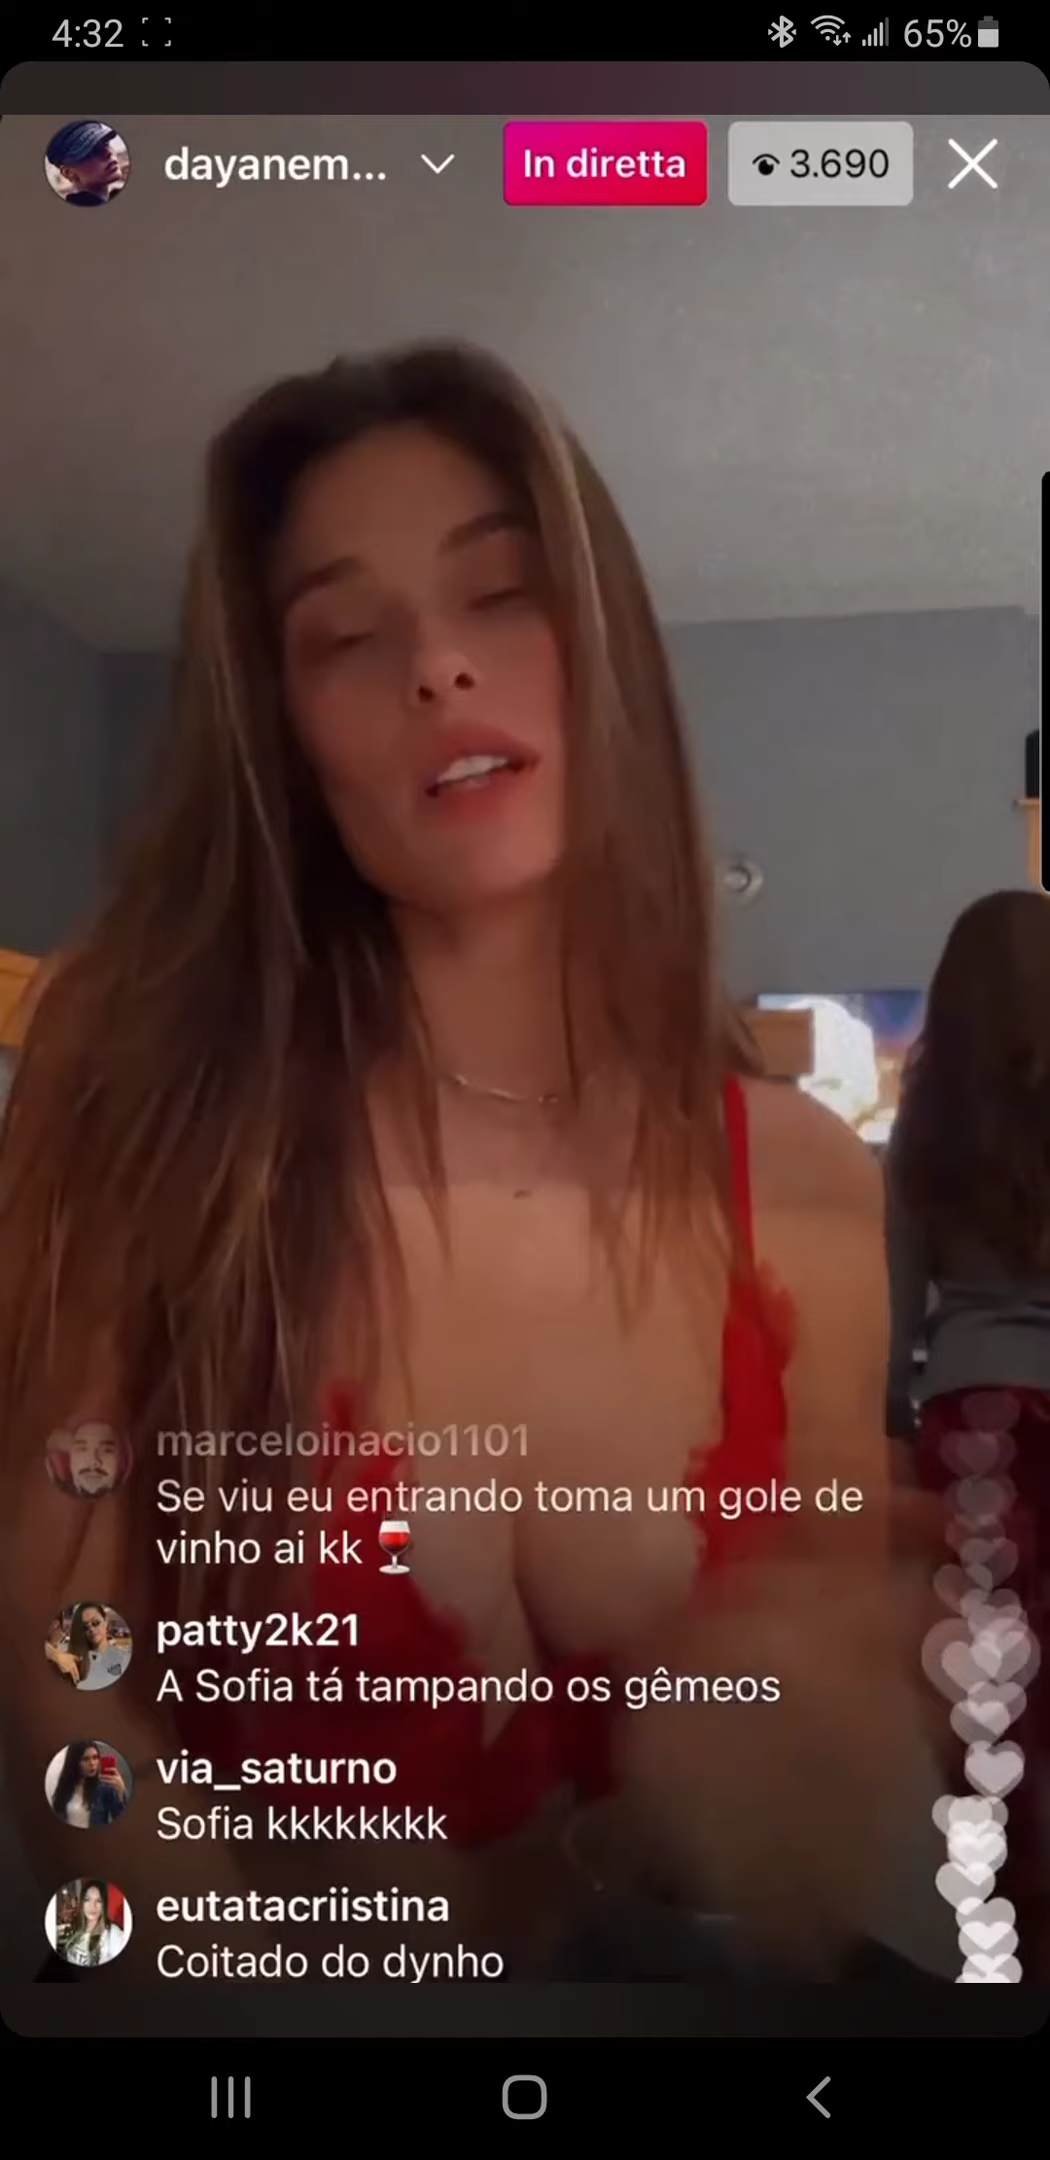 4:32
65%
dayanem...
In diretta
3.690
marceloinacio1101
Se viu eu entrando toma um gole de
vinho ai kk 🍷
patty2k21
A Sofia tá tampando os gêmeos
via_saturno
Sofia kkkkkkkk
eutatacriistina
Coitado do dynho